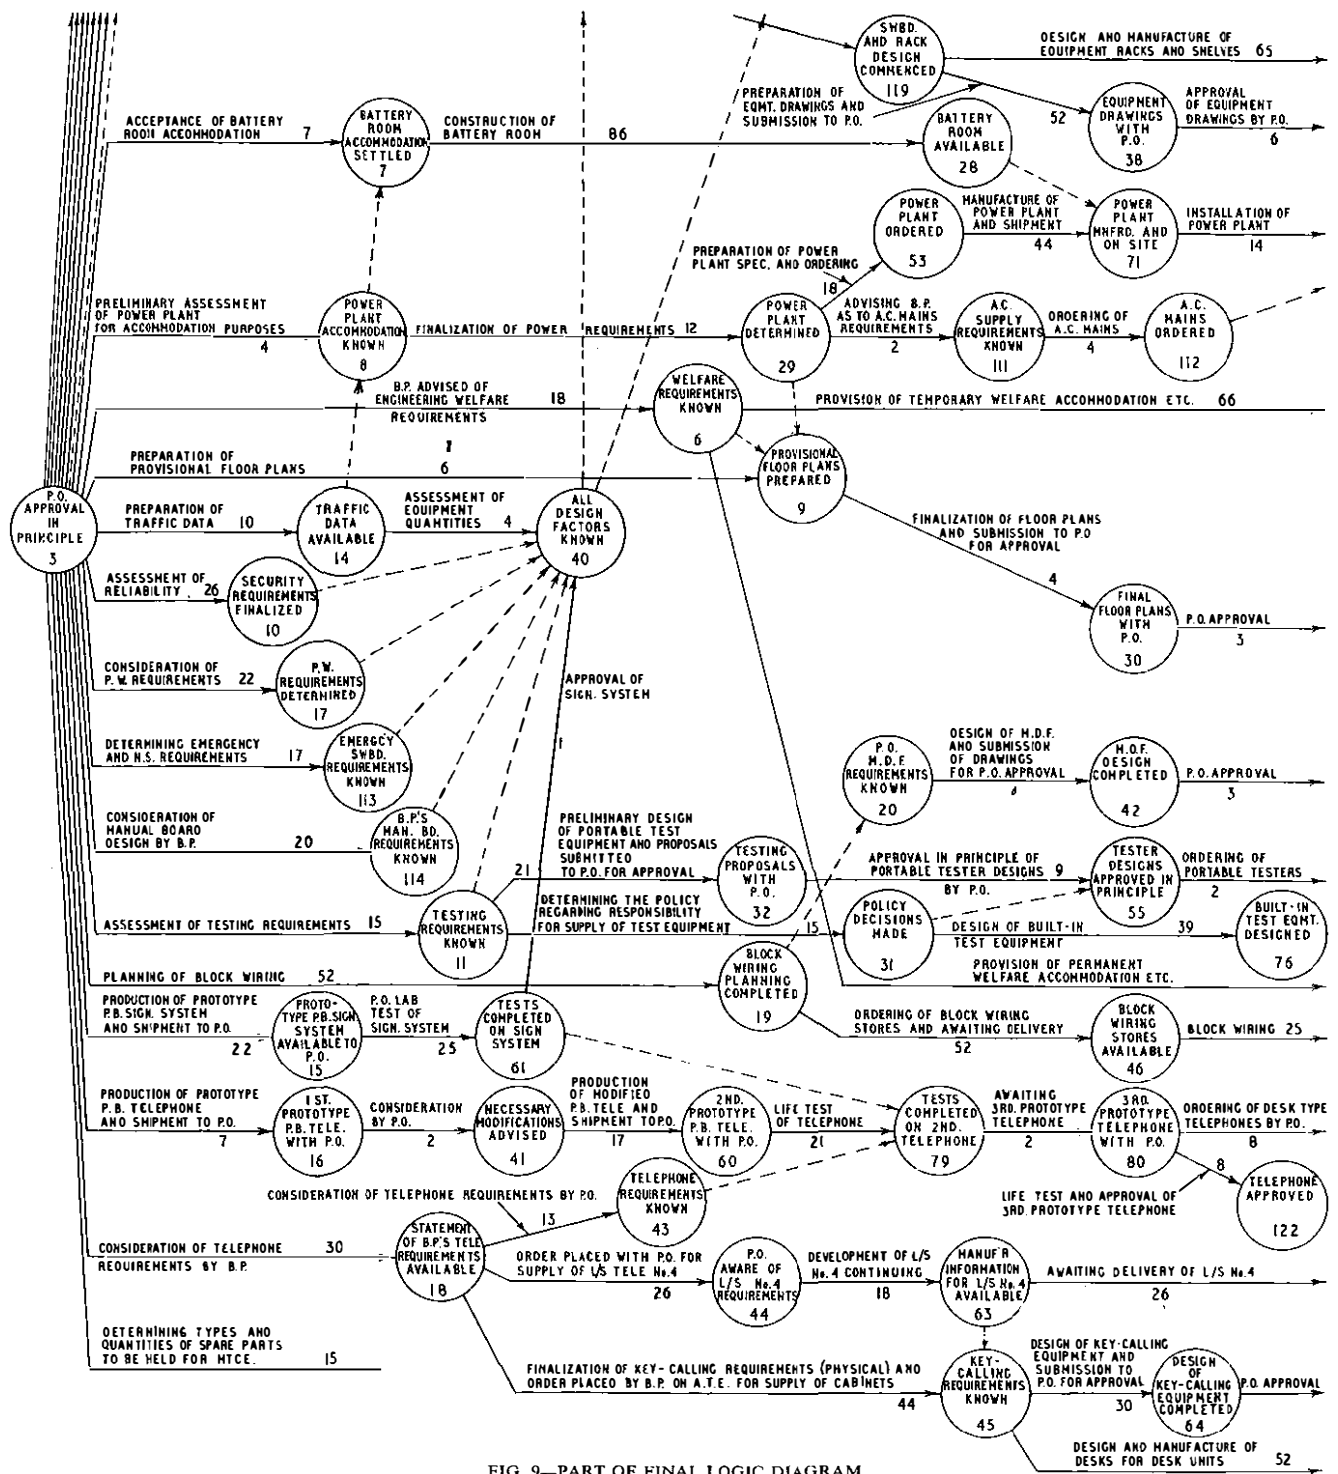 SWBD.
AND RACK
DESIGN
COMMENCED
119
DESIGN AND MANUFACTURE OF
EQUIPMENT RACKS AND SHELVES 65
PREPARATION OF
EQMT. DRAWINGS AND
SUBMISSION TO P.O.
52
EQUIPMENT
DRAWINGS
WITH
P.O.
38
APPROVAL
OF EQUIPMENT
DRAWINGS BY P.O.
6
ACCEPTANCE OF BATTERY
ROOM ACCOMMODATION 7
BATTERY
ROOM
ACCOMMODATION
SETTLED
7
CONSTRUCTION OF
BATTERY ROOM 86
BATTERY
ROOM
AVAILABLE
28
POWER
PLANT
ORDERED
53
MANUFACTURE OF
POWER PLANT
AND SHIPMENT
44
POWER
PLANT
MNFRD. AND
ON SITE
71
INSTALLATION OF
POWER PLANT
14
PREPARATION OF POWER
PLANT SPEC. AND ORDERING
18
PRELIMINARY ASSESSMENT
OF POWER PLANT
FOR ACCOMMODATION PURPOSES
4
POWER
PLANT
ACCOMMODATION
KNOWN
8
FINALIZATION OF POWER REQUIREMENTS 12
POWER
PLANT
DETERMINED
29
ADVISING B.P.
AS TO A.C. MAINS
REQUIREMENTS
2
A.C.
SUPPLY
REQUIREMENTS
KNOWN
111
ORDERING OF
A.C. MAINS
4
A.C.
MAINS
ORDERED
112
B.P. ADVISED OF
ENGINEERING WELFARE 18
REQUIREMENTS
WELFARE
REQUIREMENTS
KNOWN
6
PROVISION OF TEMPORARY WELFARE ACCOMMODATION ETC. 66
PREPARATION OF
PROVISIONAL FLOOR PLANS 6
PROVISIONAL
FLOOR PLANS
PREPARED
9
P.O.
APPROVAL
IN
PRINCIPLE
3
PREPARATION OF
TRAFFIC DATA 10
TRAFFIC
DATA
AVAILABLE
14
ASSESSMENT OF
EQUIPMENT
QUANTITIES 4
ALL
DESIGN
FACTORS
KNOWN
40
FINALIZATION OF FLOOR PLANS
AND SUBMISSION TO P.O
FOR APPROVAL
4
ASSESSMENT OF
RELIABILITY 26
SECURITY
REQUIREMENTS
FINALIZED
10
FINAL
FLOOR PLANS
WITH
P.O.
30
P.O. APPROVAL
3
CONSIDERATION OF
P.W. REQUIREMENTS 22
P.W.
REQUIREMENTS
DETERMINED
17
APPROVAL OF
SIGN. SYSTEM
1
DETERMINING EMERGENCY
AND N.S. REQUIREMENTS 17
EMERGCY
SWBD.
REQUIREMENTS
KNOWN
113
P.O.
M.D.F
REQUIREMENTS
KNOWN
20
DESIGN OF M.D.F.
AND SUBMISSION
OF DRAWINGS
FOR P.O. APPROVAL
M.D.F.
DESIGN
COMPLETED
42
P.O. APPROVAL
3
CONSIDERATION OF
MANUAL BOARD
DESIGN BY B.P. 20
B.P.'S
MAN. BD.
REQUIREMENTS
KNOWN
114
PRELIMINARY DESIGN
OF PORTABLE TEST
EQUIPMENT AND PROPOSALS
SUBMITTED
21 TO P.O. FOR APPROVAL
TESTING
PROPOSALS
WITH
P.O.
32
APPROVAL IN PRINCIPLE OF
PORTABLE TESTER DESIGNS 9
BY P.O.
TESTER
DESIGNS
APPROVED IN
PRINCIPLE
55
ORDERING OF
PORTABLE TESTERS
2
ASSESSMENT OF TESTING REQUIREMENTS 15
TESTING
REQUIREMENTS
KNOWN
11
DETERMINING THE POLICY
REGARDING RESPONSIBILITY
FOR SUPPLY OF TEST EQUIPMENT 15
POLICY
DECISIONS
MADE
31
DESIGN OF BUILT-IN 39
TEST EQUIPMENT
BUILT-IN
TEST EQMT.
DESIGNED
76
PLANNING OF BLOCK WIRING 52
BLOCK
WIRING
PLANNING
COMPLETED
19
PROVISION OF PERMANENT
WELFARE ACCOMMODATION ETC.
PRODUCTION OF PROTOTYPE
P.B. SIGN. SYSTEM
AND SHIPMENT TO P.O.
22
PROTO-
TYPE P.B. SIGN.
SYSTEM
AVAILABLE TO
P.O.
15
P.O. LAB
TEST OF
SIGN. SYSTEM
25
TESTS
COMPLETED
ON SIGN
SYSTEM
61
ORDERING OF BLOCK WIRING
STORES AND AWAITING DELIVERY
52
BLOCK
WIRING
STORES
AVAILABLE
46
BLOCK WIRING 25
PRODUCTION OF PROTOTYPE
P.B. TELEPHONE
AND SHIPMENT TO P.O.
7
1ST.
PROTOTYPE
P.B. TELE.
WITH P.O.
16
CONSIDERATION
BY P.O.
2
NECESSARY
MODIFICATIONS
ADVISED
41
PRODUCTION
OF MODIFIED
P.B. TELE AND
SHIPMENT TO P.O.
17
2ND.
PROTOTYPE
P.B. TELE.
WITH P.O.
60
LIFE TEST
OF TELEPHONE
21
TESTS
COMPLETED
ON 2ND.
TELEPHONE
79
AWAITING
3RD. PROTOTYPE
TELEPHONE
2
3RD.
PROTOTYPE
TELEPHONE
WITH P.O.
80
ORDERING OF DESK TYPE
TELEPHONES BY P.O.
8
8
LIFE TEST AND APPROVAL OF
3RD. PROTOTYPE TELEPHONE
TELEPHONE
APPROVED
122
CONSIDERATION OF TELEPHONE REQUIREMENTS BY P.O.
13
TELEPHONE
REQUIREMENTS
KNOWN
43
CONSIDERATION OF TELEPHONE 30
REQUIREMENTS BY B.P.
STATEMENT
OF B.P.'S TELE
REQUIREMENTS
AVAILABLE
18
ORDER PLACED WITH P.O. FOR
SUPPLY OF L/S TELE No.4
26
P.O.
AWARE OF
L/S No.4
REQUIREMENTS
44
DEVELOPMENT OF L/S
No.4 CONTINUING
18
MANUF'R
INFORMATION
FOR L/S No.4
AVAILABLE
63
AWAITING DELIVERY OF L/S No.4
26
DETERMINING TYPES AND
QUANTITIES OF SPARE PARTS
TO BE HELD FOR MTCE. 15
FINALIZATION OF KEY-CALLING REQUIREMENTS (PHYSICAL) AND
ORDER PLACED BY B.P. ON A.T.E. FOR SUPPLY OF CABINETS
44
KEY-
CALLING
REQUIREMENTS
KNOWN
45
DESIGN OF KEY-CALLING
EQUIPMENT AND
SUBMISSION TO
P.O. FOR APPROVAL
30
DESIGN
OF
KEY-CALLING
EQUIPMENT
COMPLETED
64
P.O. APPROVAL
DESIGN AND MANUFACTURE OF
DESKS FOR DESK UNITS 52
FIG. 9—PART OF FINAL LOGIC DIAGRAM